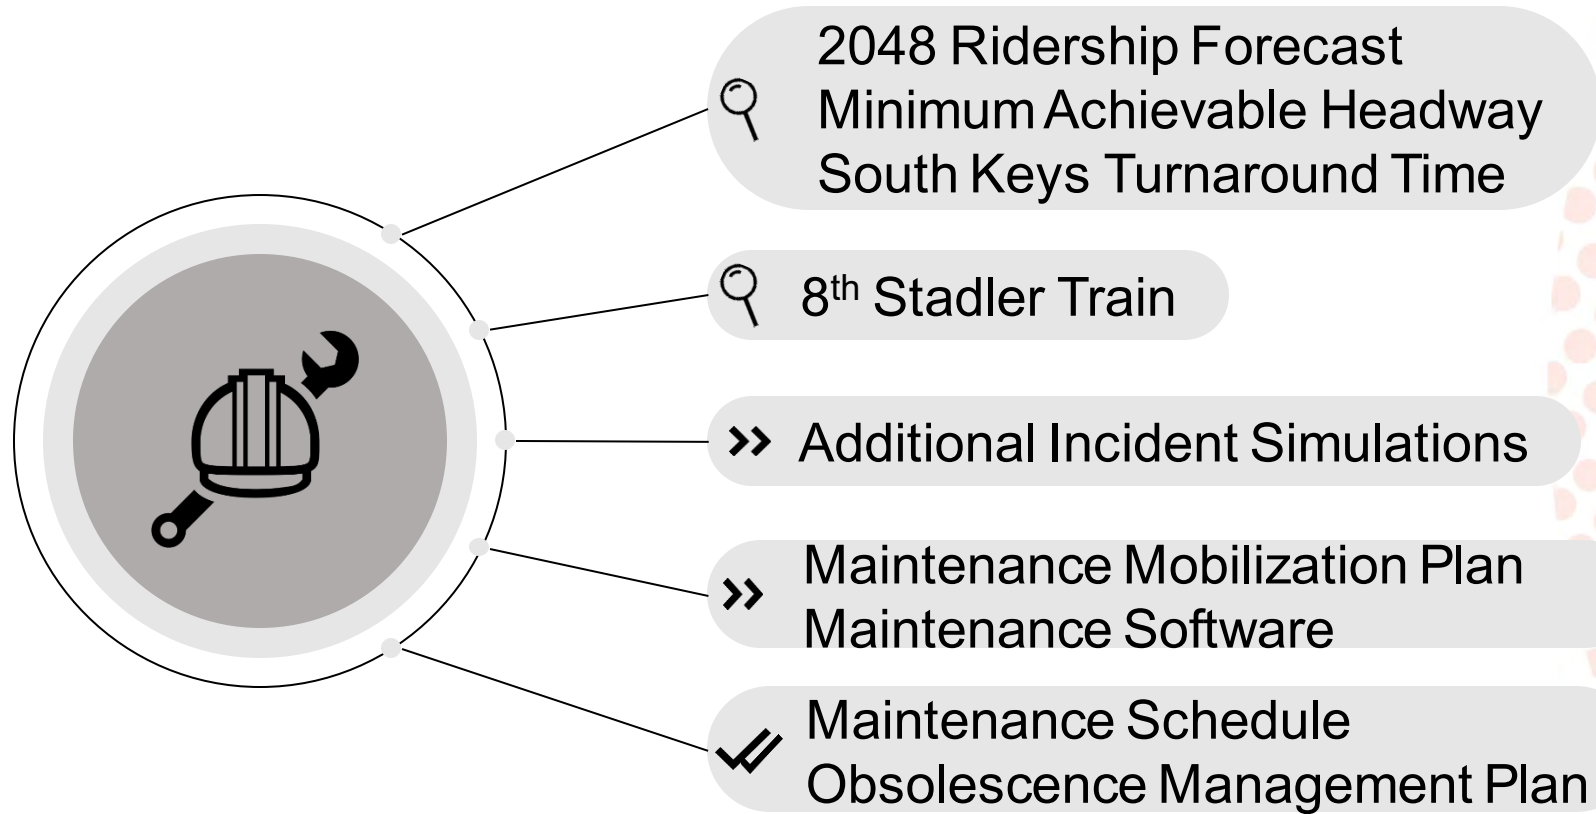 2048 Ridership Forecast
Minimum Achievable Headway
South Keys Turnaround Time
8th Stadler Train
Additional Incident Simulations
Maintenance Mobilization Plan
Maintenance Software
Maintenance Schedule
Obsolescence Management Plan